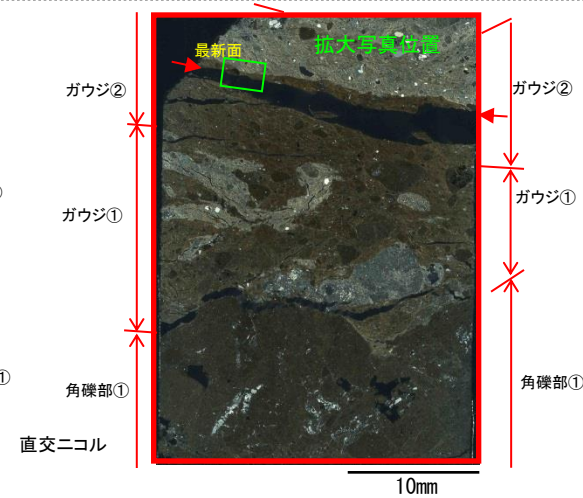 拡大写真位置
最新面
ガウジ②
ガウジ②
ガウジ①
ガウジ①
①
角礫部①
角礫部①
直交ニコル
10mm